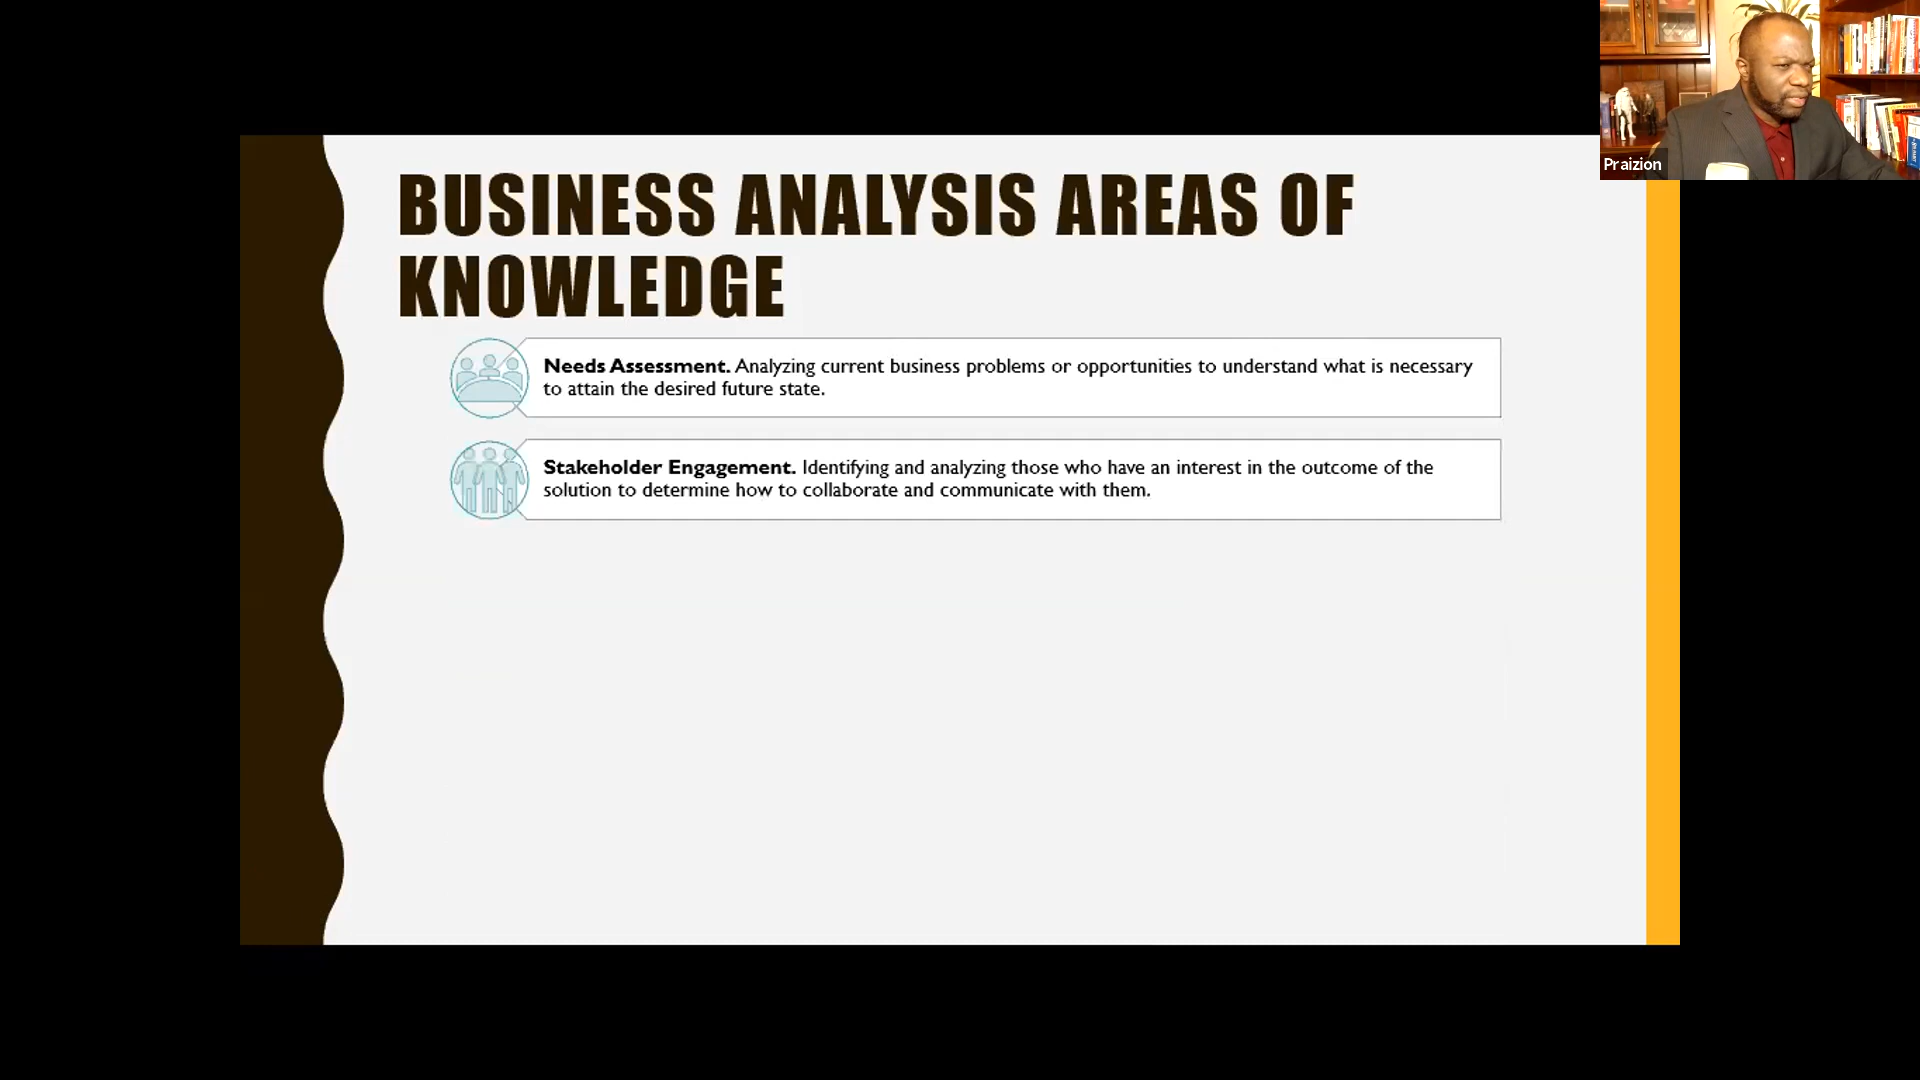 BUSINESS ANALYSIS AREAS OF
KNOWLEDGE
Needs Assessment. Analyzing current business problems or opportunities to understand what is necessary
to attain the desired future state.
Stakeholder Engagement. Identifying and analyzing those who have an interest in the outcome of the
solution to determine how to collaborate and communicate with them.
Praizion